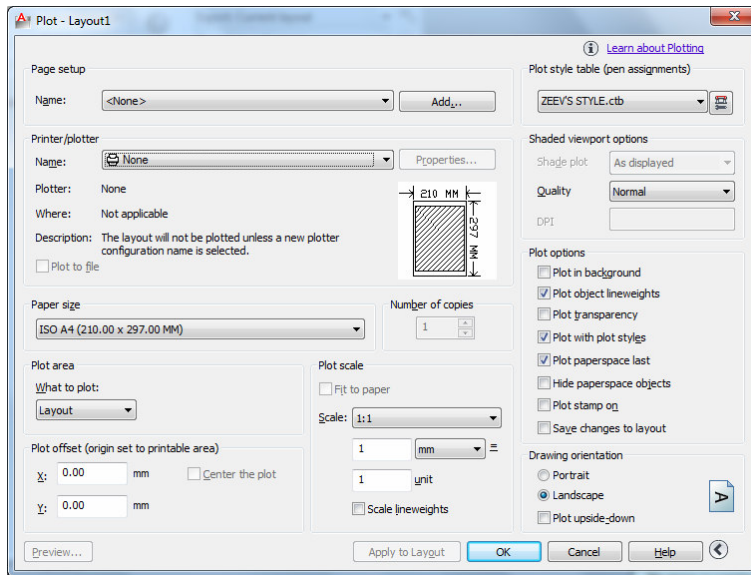 Plot - Layout1
Learn about Plotting
Page setup
Name: <None> Add...
Plot style table (pen assignments)
ZEEV'S STYLE.ctb
Printer/plotter
Name: None Properties...
Plotter: None
Where: Not applicable
Description: The layout will not be plotted unless a new plotter
configuration name is selected.
Plot to file
210 MM
297 MM
Shaded viewport options
Shade plot As displayed
Quality Normal
DPI
Paper size
ISO A4 (210.00 x 297.00 MM)
Number of copies
1
Plot options
Plot in background
Plot object lineweights
Plot transparency
Plot with plot styles
Plot paperspace last
Hide paperspace objects
Plot stamp on
Save changes to layout
Plot area
What to plot:
Layout
Plot scale
Fit to paper
Scale: 1:1
1 mm =
1 unit
Scale lineweights
Plot offset (origin set to printable area)
X: 0.00 mm Center the plot
Y: 0.00 mm
Drawing orientation
Portrait
Landscape
Plot upside-down
A
Preview... Apply to Layout OK Cancel Help